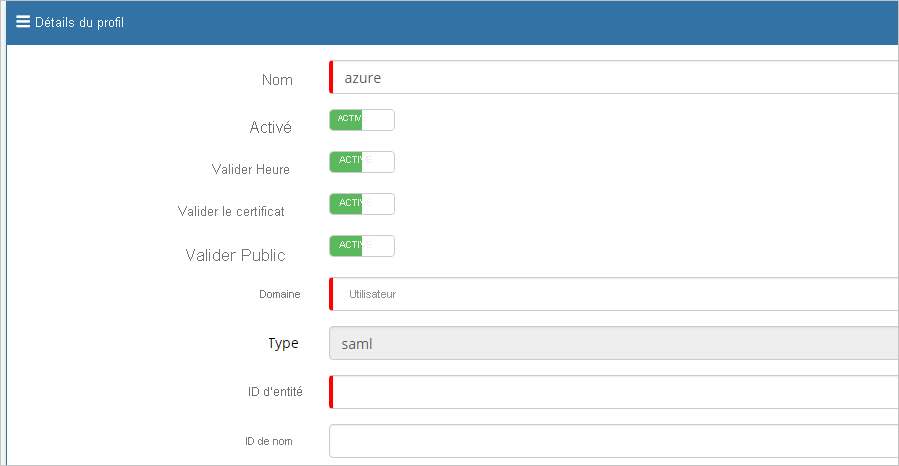 Détails du profil
Nom azure
Activé ACTIV
Valider Heure ACTIVÉ
Valider le certificat ACTIVÉ
Valider Public ACTIVÉ
Domaine Utilisateur
Type saml
ID d'entité
ID de nom